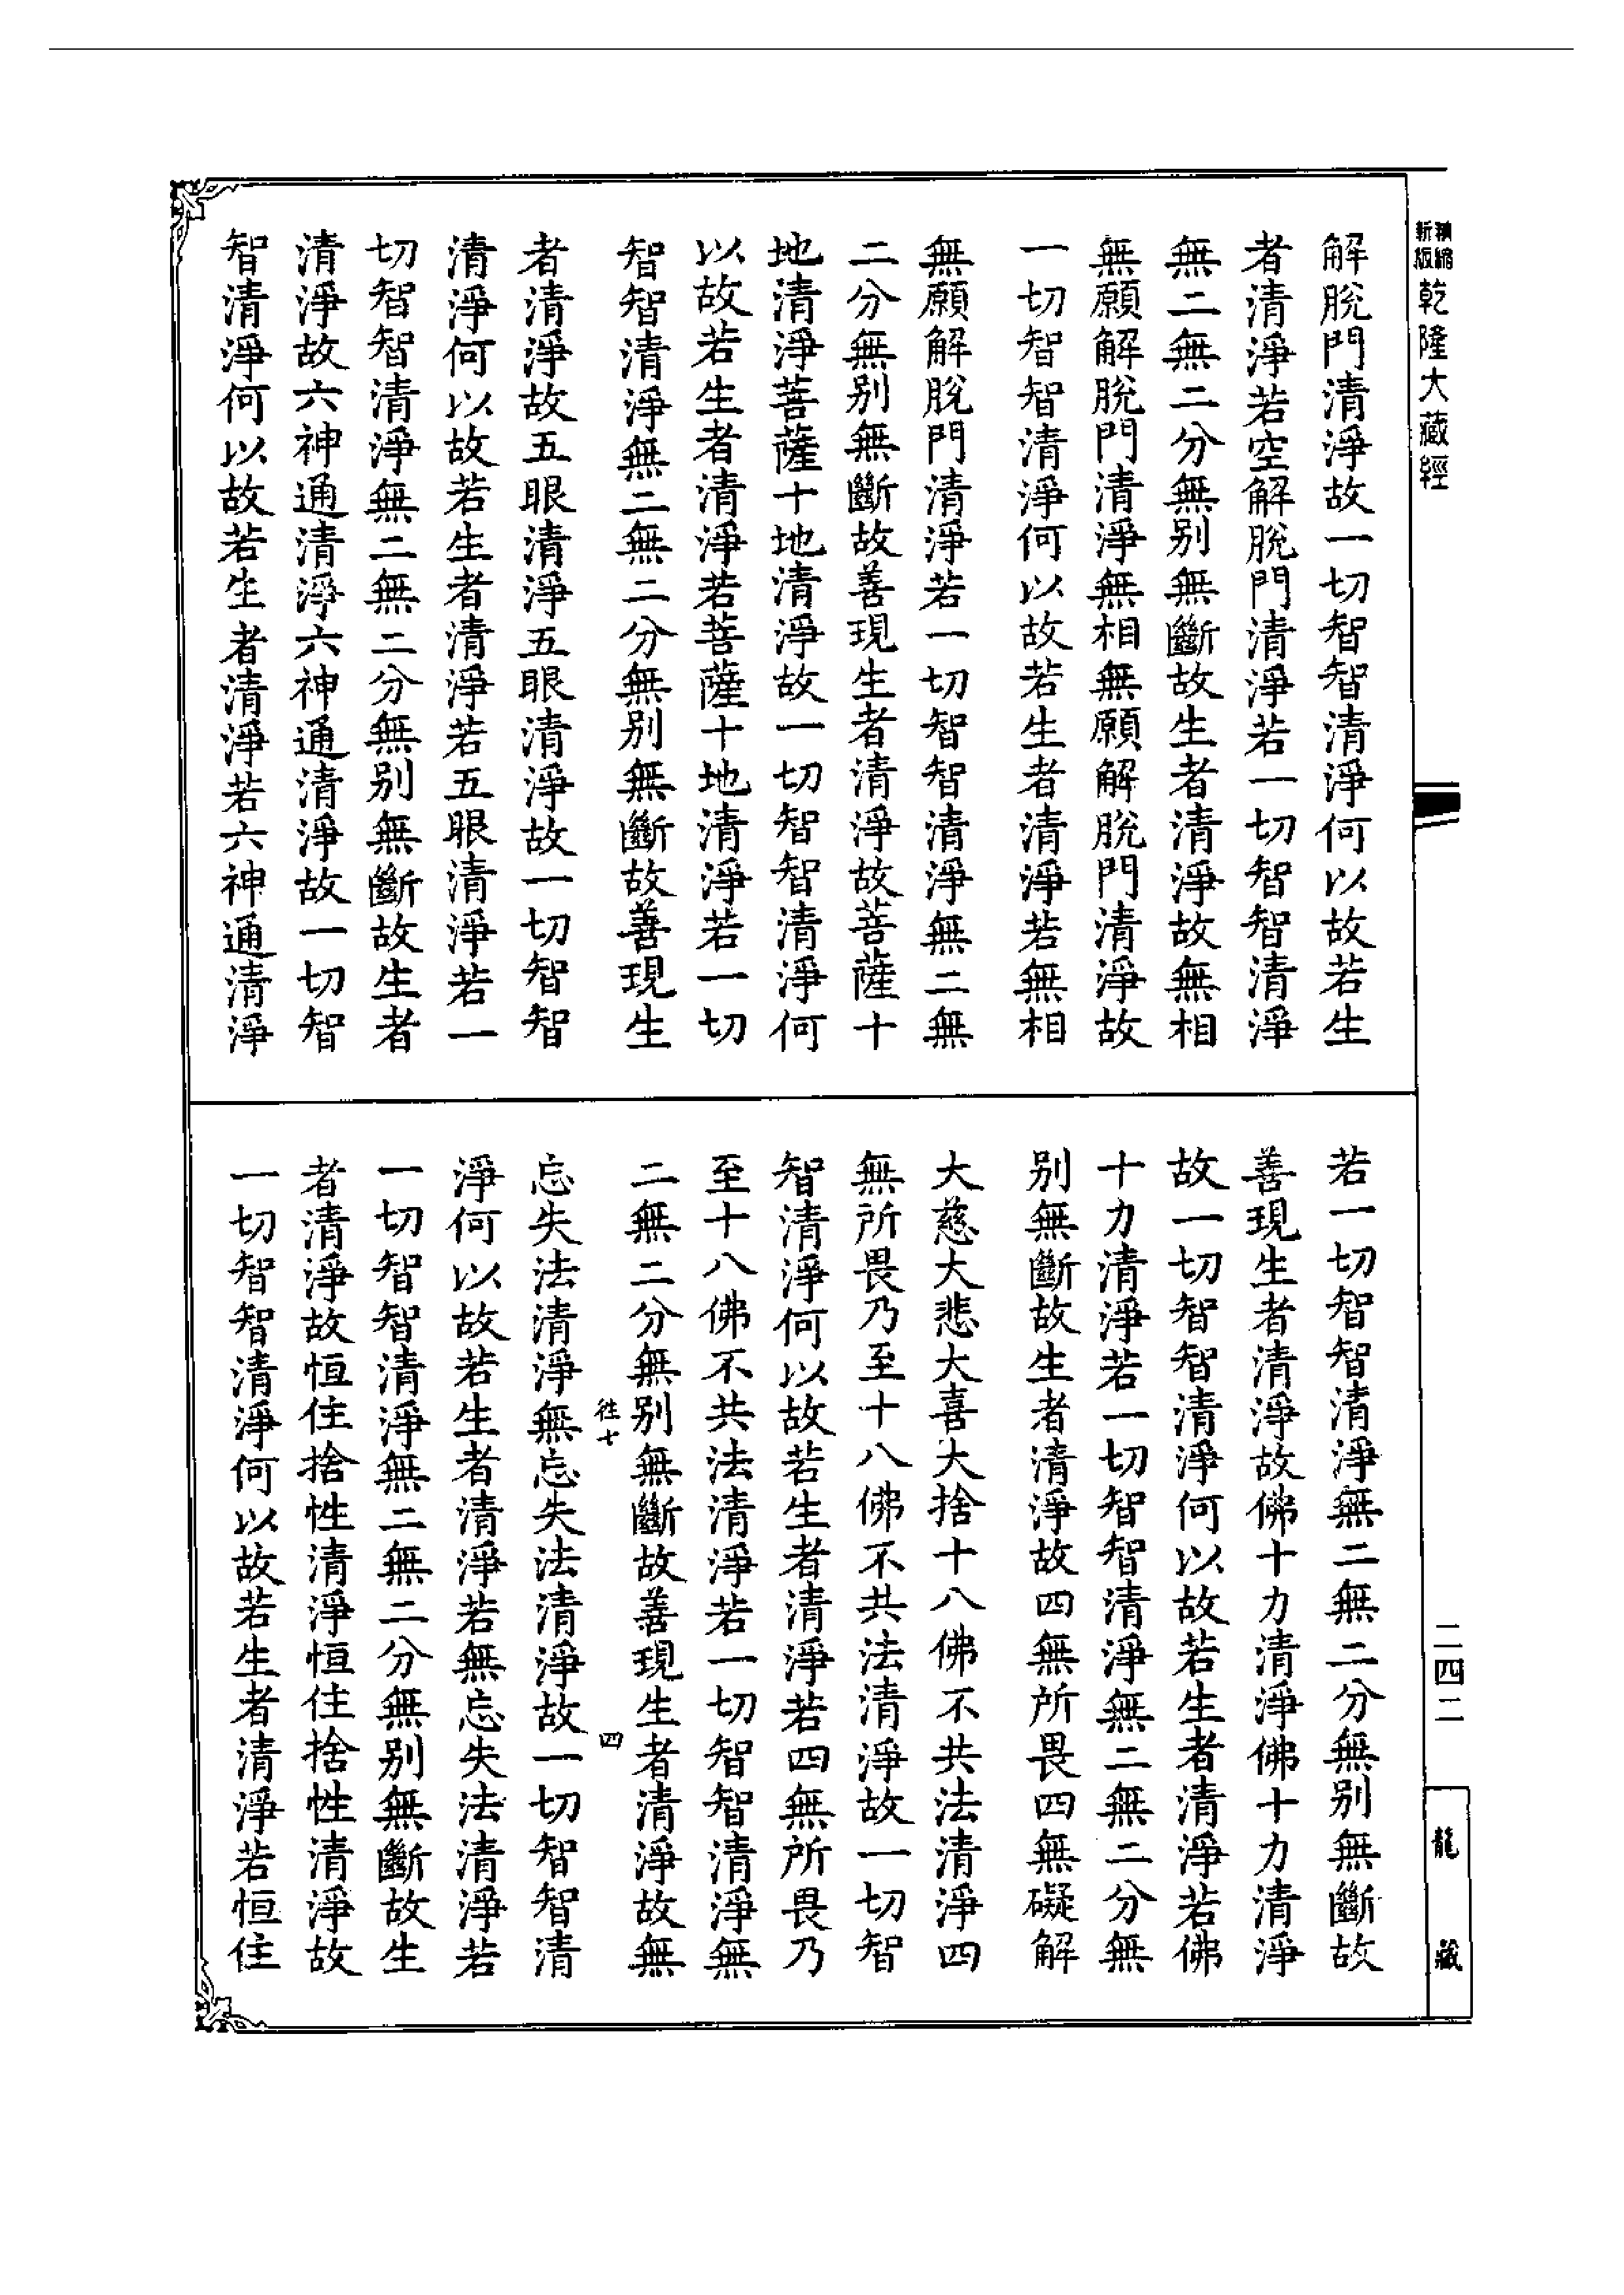 精縮新版乾隆大藏經
解脫門清淨故一切智智清淨何以故若生
者清淨若空解脫門清淨若一切智智清淨
無二無二分無別無斷故生者清淨故無相
無願解脫門清淨無相無願解脫門清淨故
一切智智清淨何以故若生者清淨若無相
無願解脫門清淨若一切智智清淨無二無
二分無別無斷故善現生者清淨故菩薩十
地清淨菩薩十地清淨故一切智智清淨何
以故若生者清淨若菩薩十地清淨若一切
智智清淨無二無二分無別無斷故善現生
者清淨故五眼清淨五眼清淨故一切智智
清淨何以故若生者清淨若五眼清淨若一
切智智清淨無二無二分無別無斷故生者
清淨故六神通清淨六神通清淨故一切智
智清淨何以故若生者清淨若六神通清淨
若一切智智清淨無二無二分無別無斷故
善現生者清淨故佛十力清淨佛十力清淨
故一切智智清淨何以故若生者清淨若佛
十力清淨若一切智智清淨無二無二分無
別無斷故生者清淨故四無所畏四無礙解
大慈大悲大喜大捨十八佛不共法清淨四
無所畏乃至十八佛不共法清淨故一切智
智清淨何以故若生者清淨若四無所畏乃
至十八佛不共法清淨若一切智智清淨無
二無二分無別無斷故善現生者清淨故無
往七 四
忘失法清淨無忘失法清淨故一切智智清
淨何以故若生者清淨若無忘失法清淨若
一切智智清淨無二無二分無別無斷故生
者清淨故恒住捨性清淨恒住捨性清淨故
一切智智清淨何以故若生者清淨若恒住
二四二
龍藏